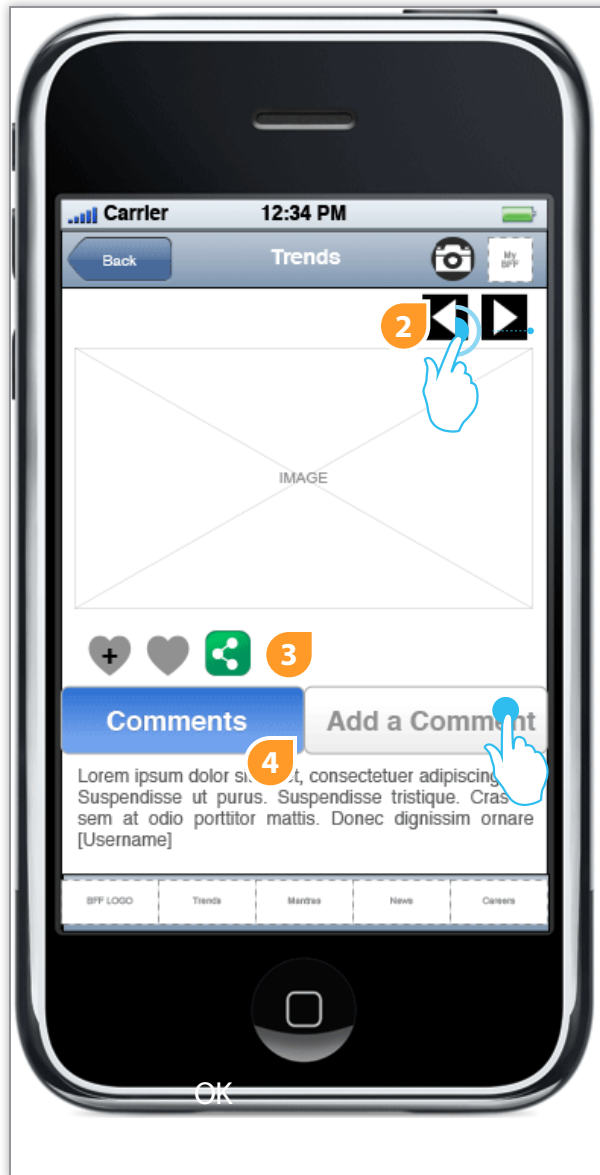 Carrier 12:34 PM
Back Trends My
BFF
2
IMAGE
+
3
Comments Add a Comment
4
Lorem ipsum dolor sit , consectetuer adipiscing
Suspendisse ut purus. Suspendisse tristique. Cras
sem at odio porttitor mattis. Donec dignissim ornare
[Username]
BFF LOGO Trends Mantras News Careers
OK